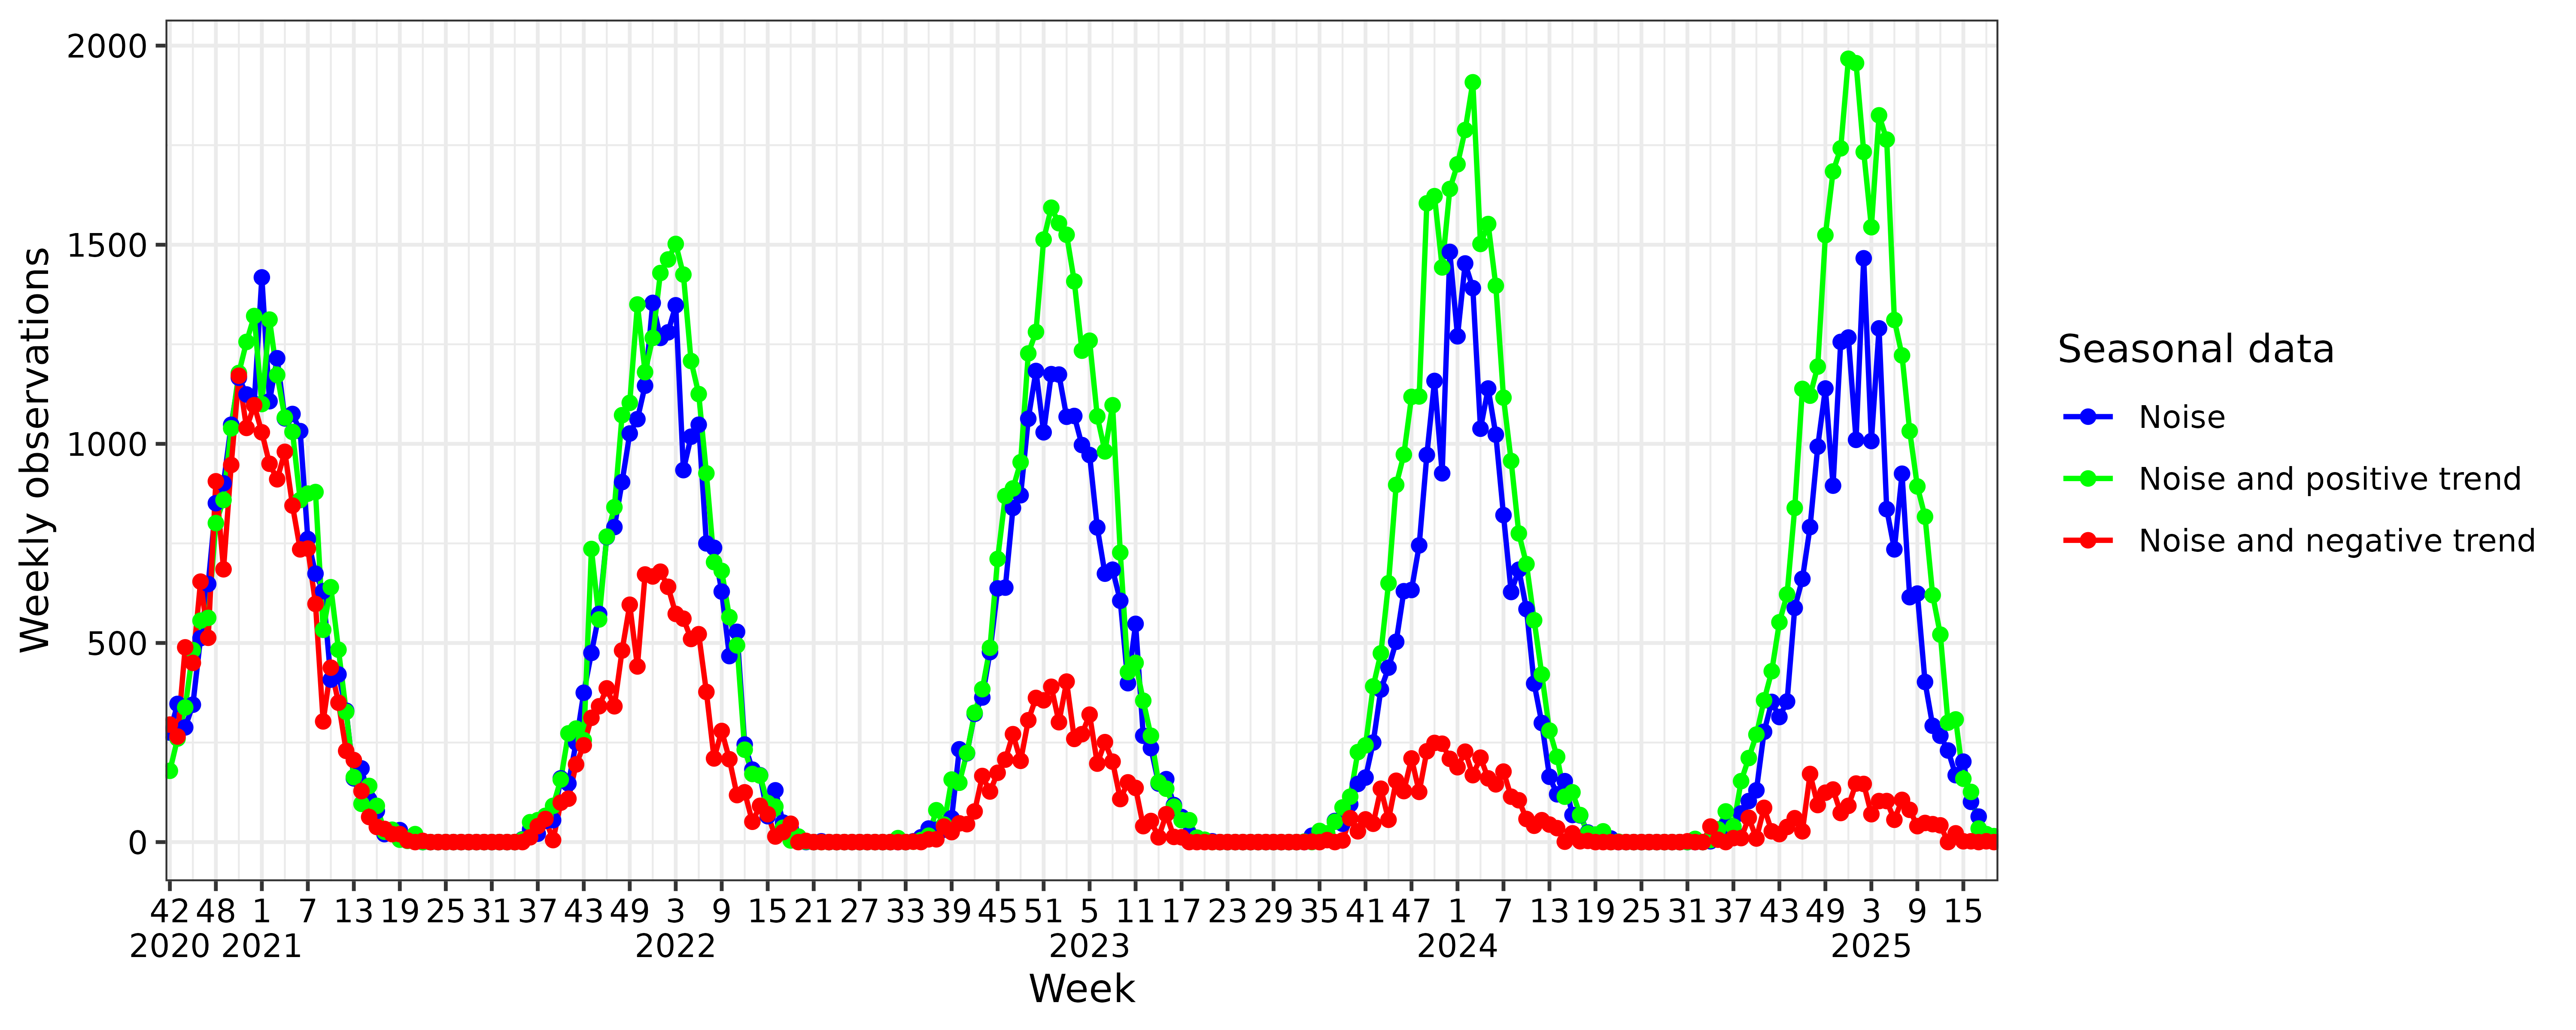 2000
1500
1000
500
0
Weekly observations
42 48 1 7 13 19 25 31 37 43 49 3 9 15 21 27 33 39 45 51 5 11 17 23 29 35 41 47 1 7 13 19 25 31 37 43 49 3 9 15
2020 2021 2022 2023 2024 2025
Week
Seasonal data
Noise
Noise and positive trend
Noise and negative trend